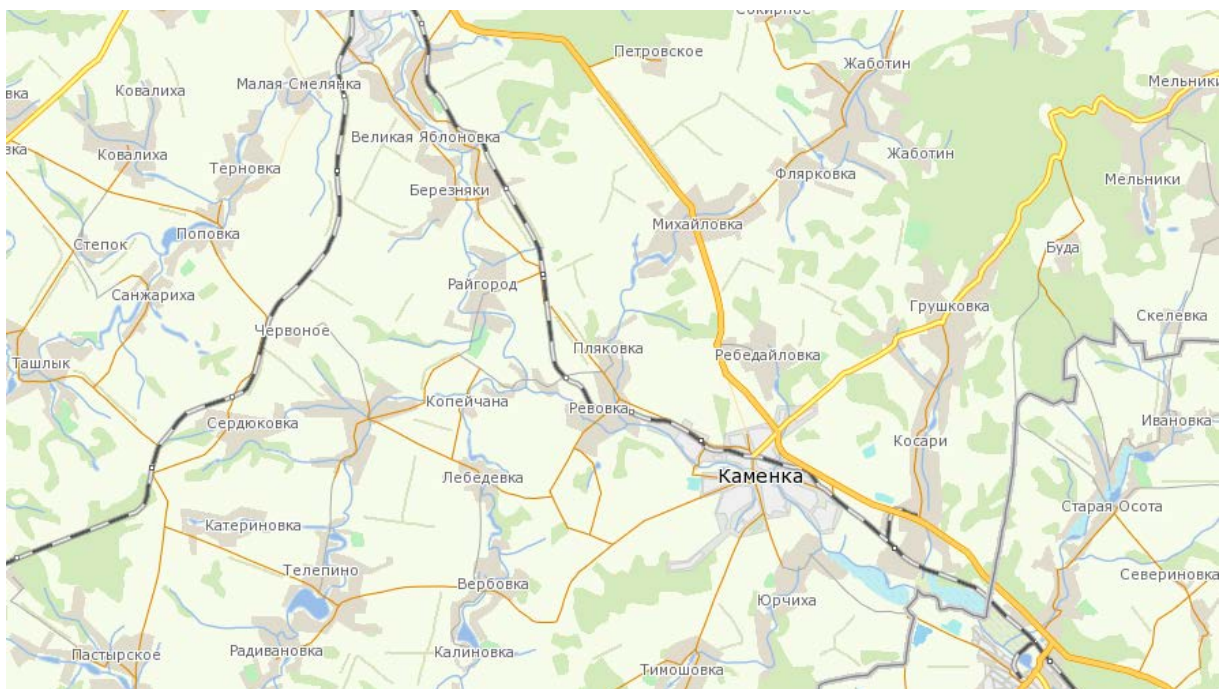 Сокирное
Петровское
Жаботин
Малая Смелянка
Ковалиха
Мельники
вка
Великая Яблоновка
вка
Ковалиха
Терновка
Березняки
Жаботин
Флярковка
Мельники
Михайловка
Степок
Поповка
Буда
Санжариха
Райгород
Грушковка
Скелевка
Червоное
Пляковка
Ребедайловка
Ташлык
Копейчана
Ревовка
Сердюковка
Косари
Ивановка
Лебедевка
Каменка
Старая Осота
Катериновка
Телепино
Вербовка
Севериновка
Юрчиха
Пастырское
Радивановка
Калиновка
Тимошовка